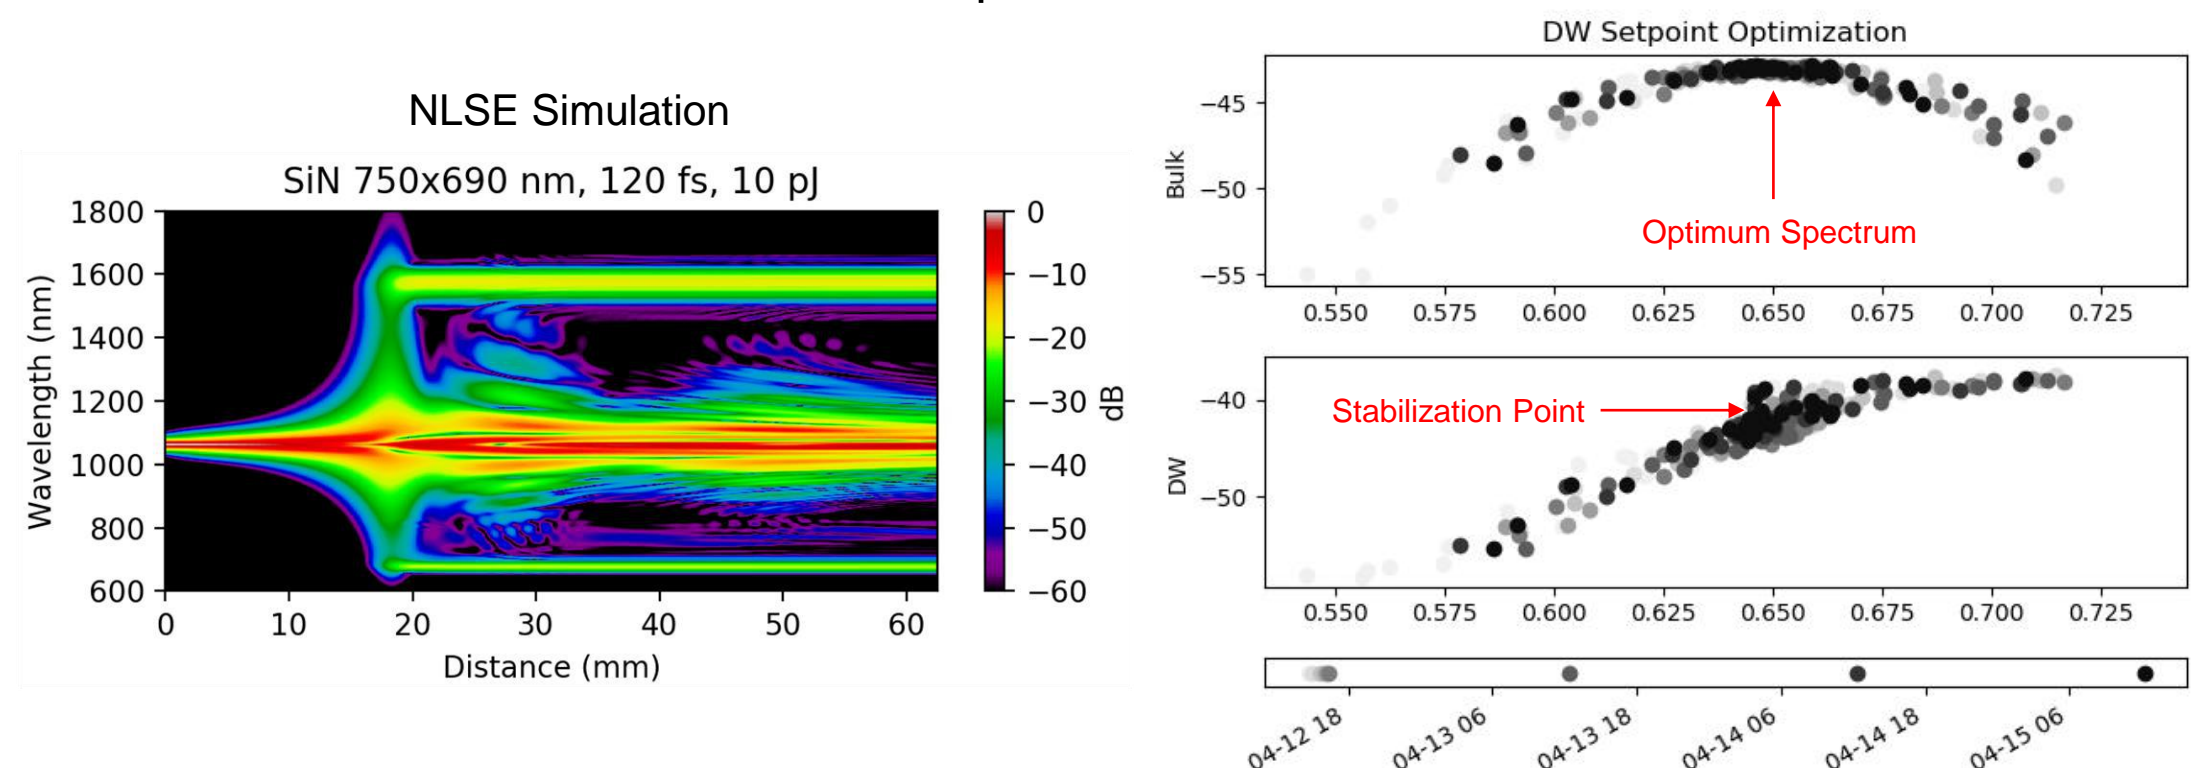 NLSE Simulation
SiN 750x690 nm, 120 fs, 10 pJ
Wavelength (nm)
1800
1600
1400
1200
1000
800
600
0 10 20 30 40 50 60
Distance (mm)
0
−10
−20
−30
−40
−50
−60
dB
DW Setpoint Optimization
Bulk
−45
−50
−55
Optimum Spectrum
0.550 0.575 0.600 0.625 0.650 0.675 0.700 0.725
DW
−40
−50
Stabilization Point
0.550 0.575 0.600 0.625 0.650 0.675 0.700 0.725
04-12 18 04-13 06 04-13 18 04-14 06 04-14 18 04-15 06